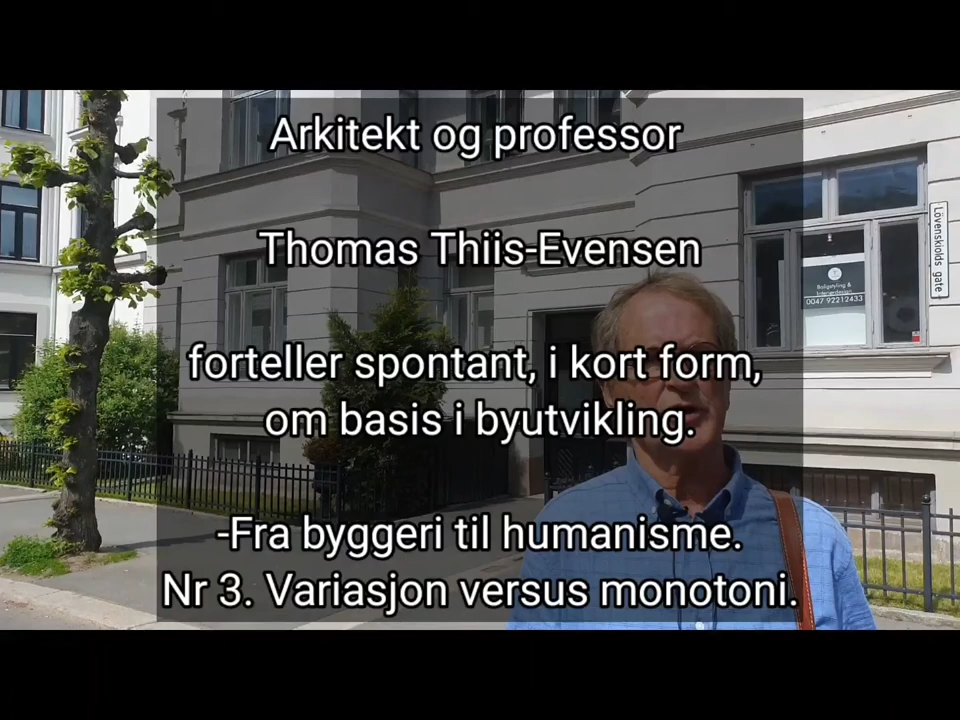 Arkitekt og professor
Thomas Thiis-Evensen
forteller spontant, i kort form,
om basis i byutvikling.
-Fra byggeri til humanisme.
Nr 3. Variasjon versus monotoni.
Løvenskiolds gate
Boligstyling &
Interiørdesign
0047 92212433